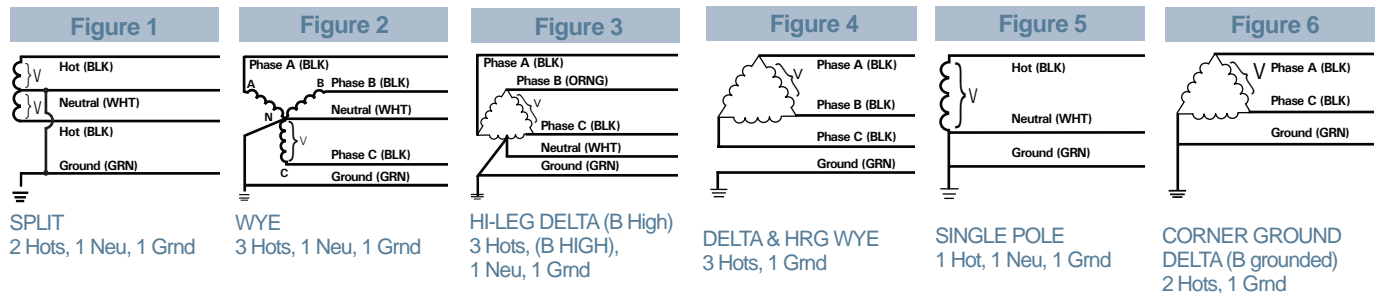 Figure 1
Hot (BLK)
V
Neutral (WHT)
V
Hot (BLK)
Ground (GRN)
SPLIT
2 Hots, 1 Neu, 1 Grnd
Figure 2
Phase A (BLK)
A
B
Phase B (BLK)
Neutral (WHT)
N
V
Phase C (BLK)
C
Ground (GRN)
WYE
3 Hots, 1 Neu, 1 Grnd
Figure 3
Phase A (BLK)
Phase B (ORNG)
V
Phase C (BLK)
Neutral (WHT)
Ground (GRN)
HI-LEG DELTA (B High)
3 Hots, (B HIGH),
1 Neu, 1 Grnd
Figure 4
V
Phase A (BLK)
Phase B (BLK)
Phase C (BLK)
Ground (GRN)
DELTA & HRG WYE
3 Hots, 1 Grnd
Figure 5
Hot (BLK)
V
Neutral (WHT)
Ground (GRN)
SINGLE POLE
1 Hot, 1 Neu, 1 Grnd
Figure 6
V Phase A (BLK)
Phase C (BLK)
Ground (GRN)
CORNER GROUND
DELTA (B grounded)
2 Hots, 1 Grnd